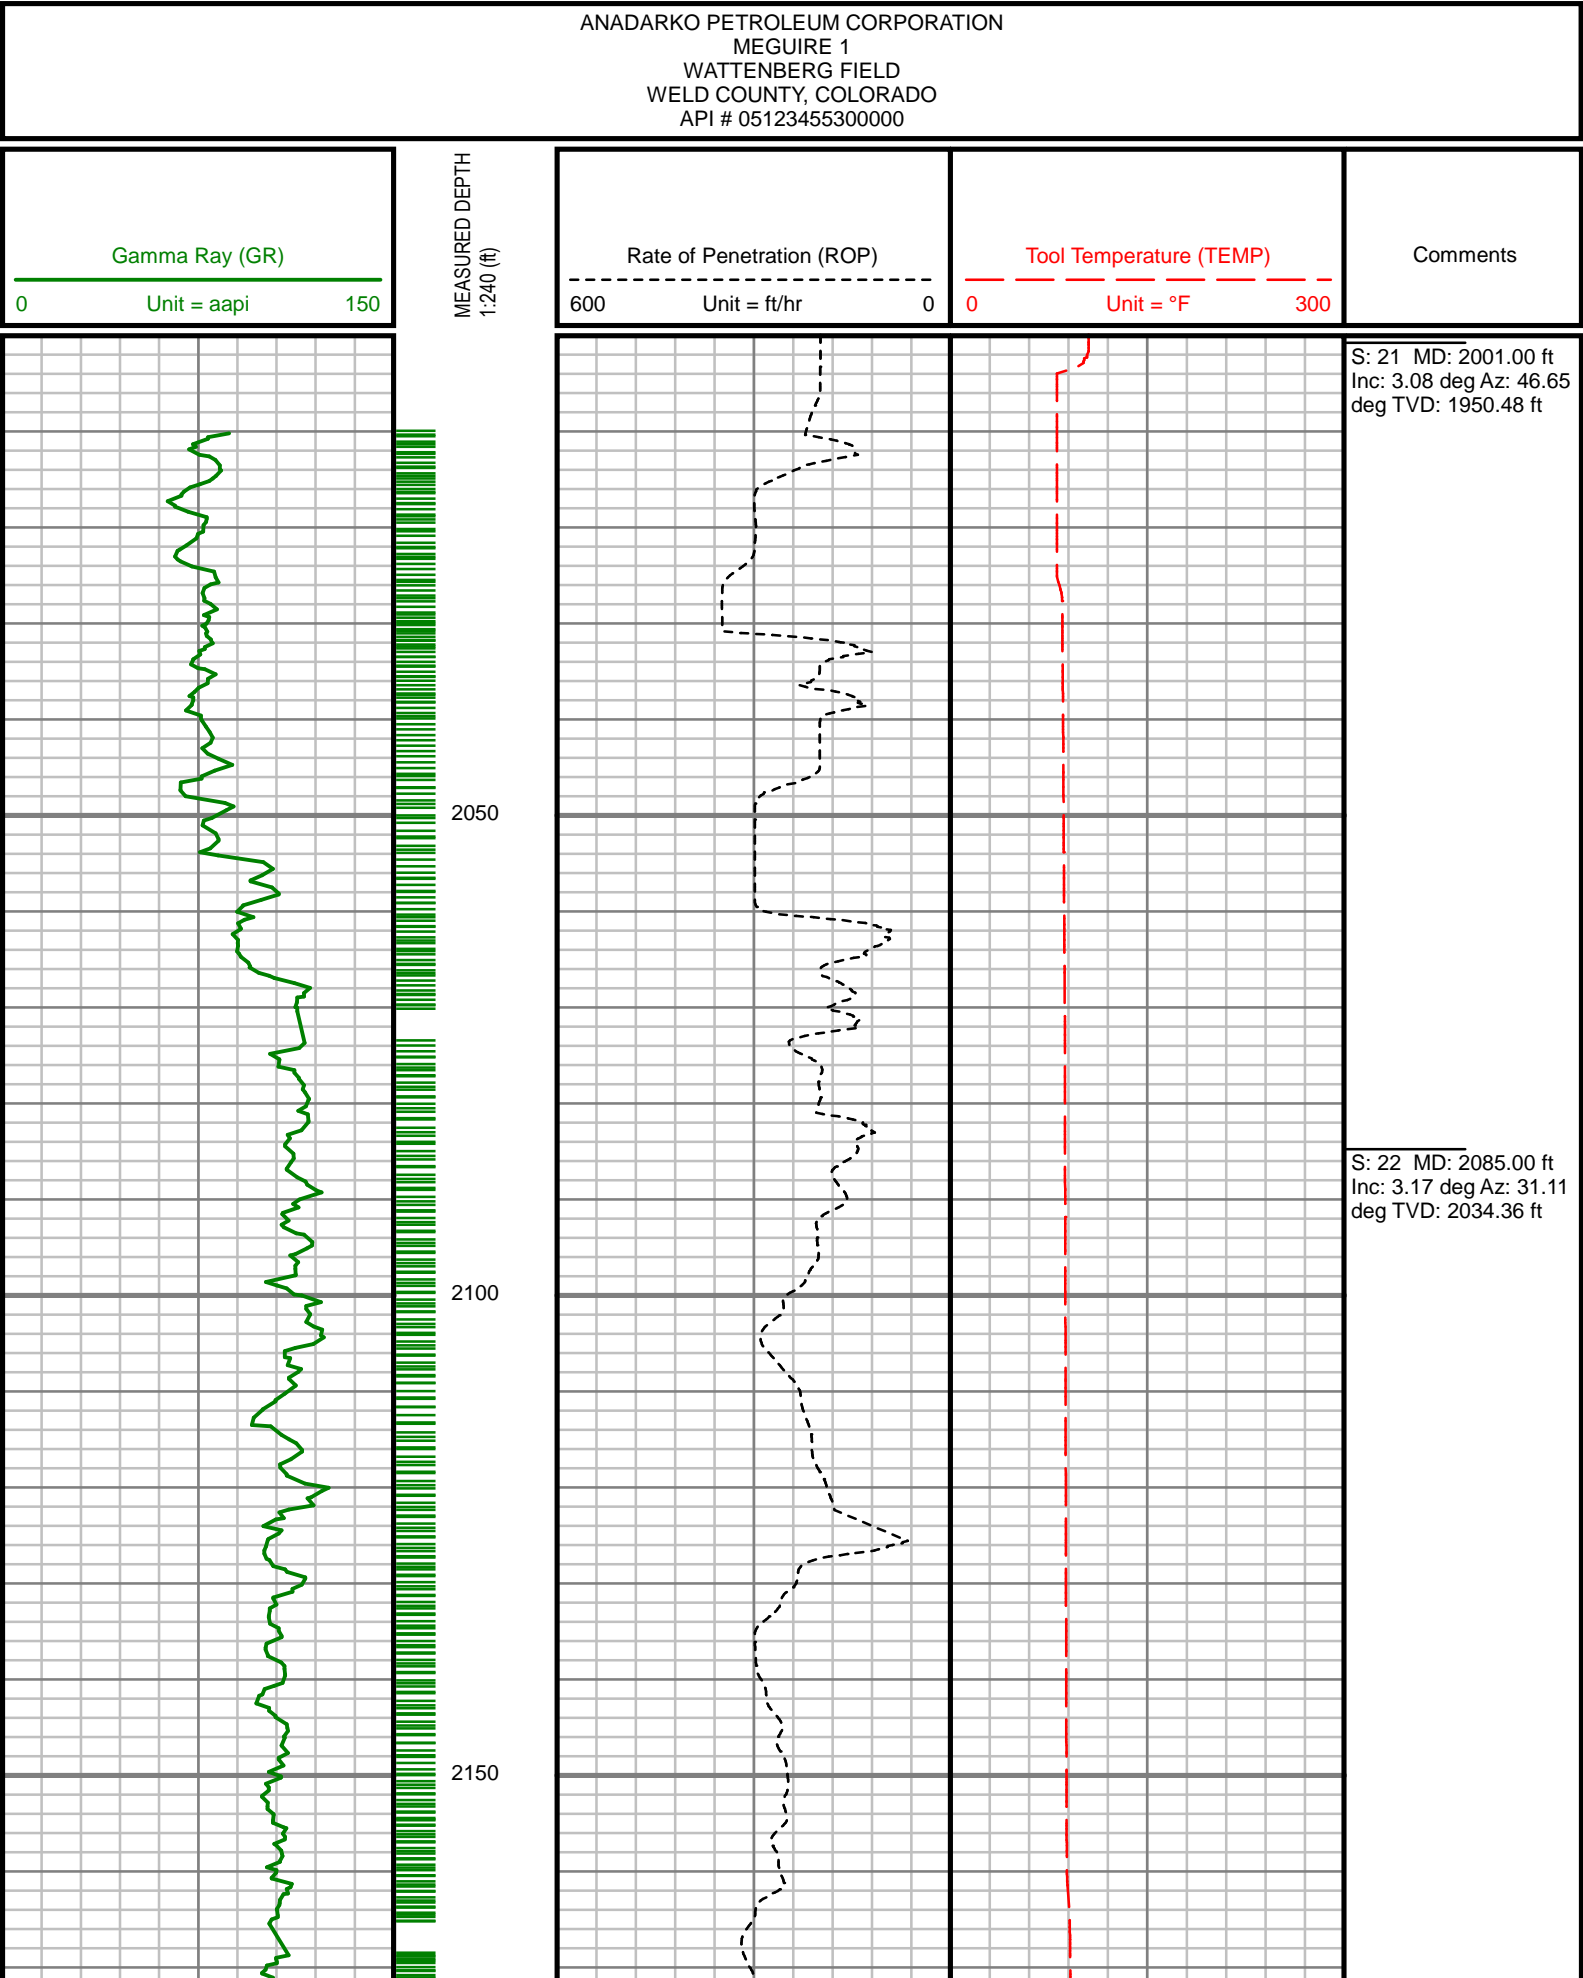 ANADARKO PETROLEUM CORPORATION
MEGUIRE 1
WATTENBERG FIELD
WELD COUNTY, COLORADO
API # 05123455300000
Gamma Ray (GR)
0 Unit = aapi 150
MEASURED DEPTH
1:240 (ft)
Rate of Penetration (ROP)
600 Unit = ft/hr 0
Tool Temperature (TEMP)
0 Unit = °F 300
Comments
S: 21 MD: 2001.00 ft
Inc: 3.08 deg Az: 46.65
deg TVD: 1950.48 ft
2050
S: 22 MD: 2085.00 ft
Inc: 3.17 deg Az: 31.11
deg TVD: 2034.36 ft
2100
2150